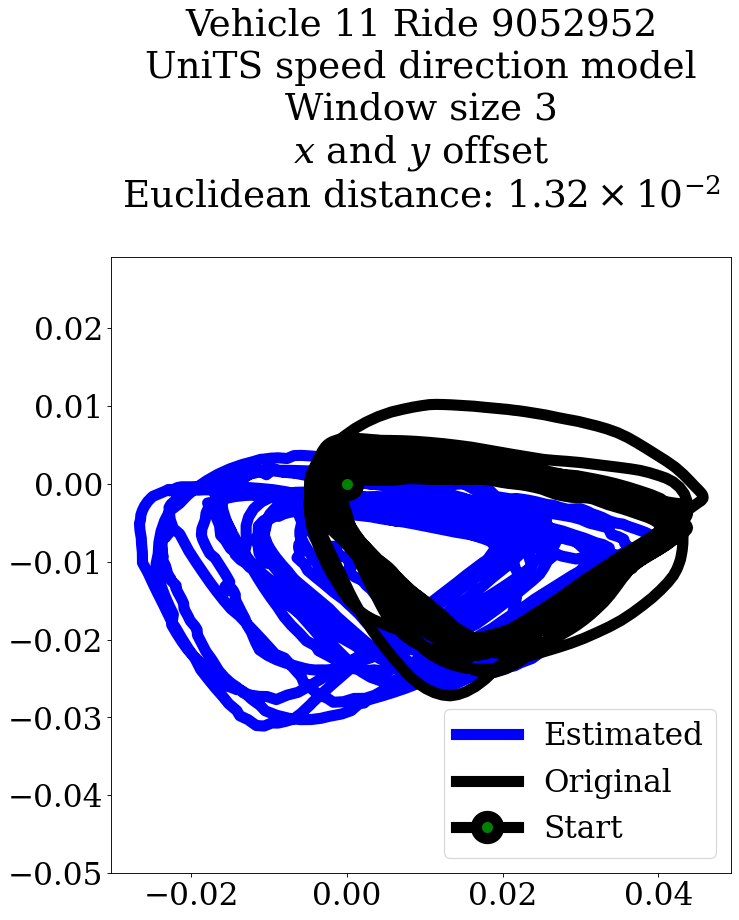 Vehicle 11 Ride 9052952
UniTS speed direction model
Window size 3
x and y offset
Euclidean distance: 1.32 × 10⁻²
0.02
0.01
0.00
−0.01
−0.02
−0.03
−0.04
−0.05
−0.02
0.00
0.02
0.04
Estimated
Original
Start